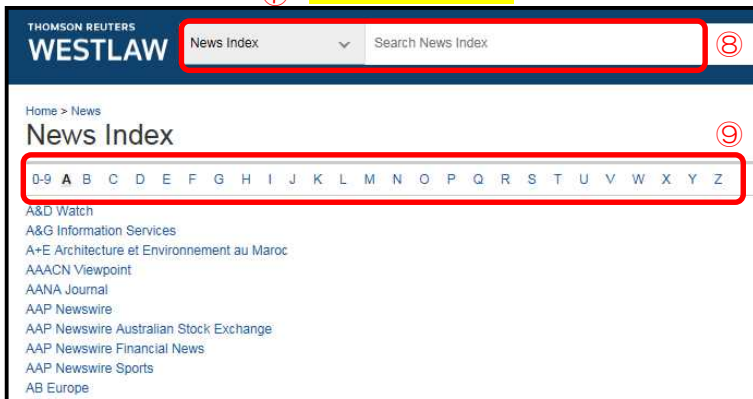 THOMSON REUTERS
WESTLAW
News Index
Search News Index
⑧
Home > News
News Index
⑨
0-9 A B C D E F G H I J K L M N O P Q R S T U V W X Y Z
A&D Watch
A&G Information Services
A+E Architecture et Environnement au Maroc
AAACN Viewpoint
AANA Journal
AAP Newswire
AAP Newswire Australian Stock Exchange
AAP Newswire Financial News
AAP Newswire Sports
AB Europe